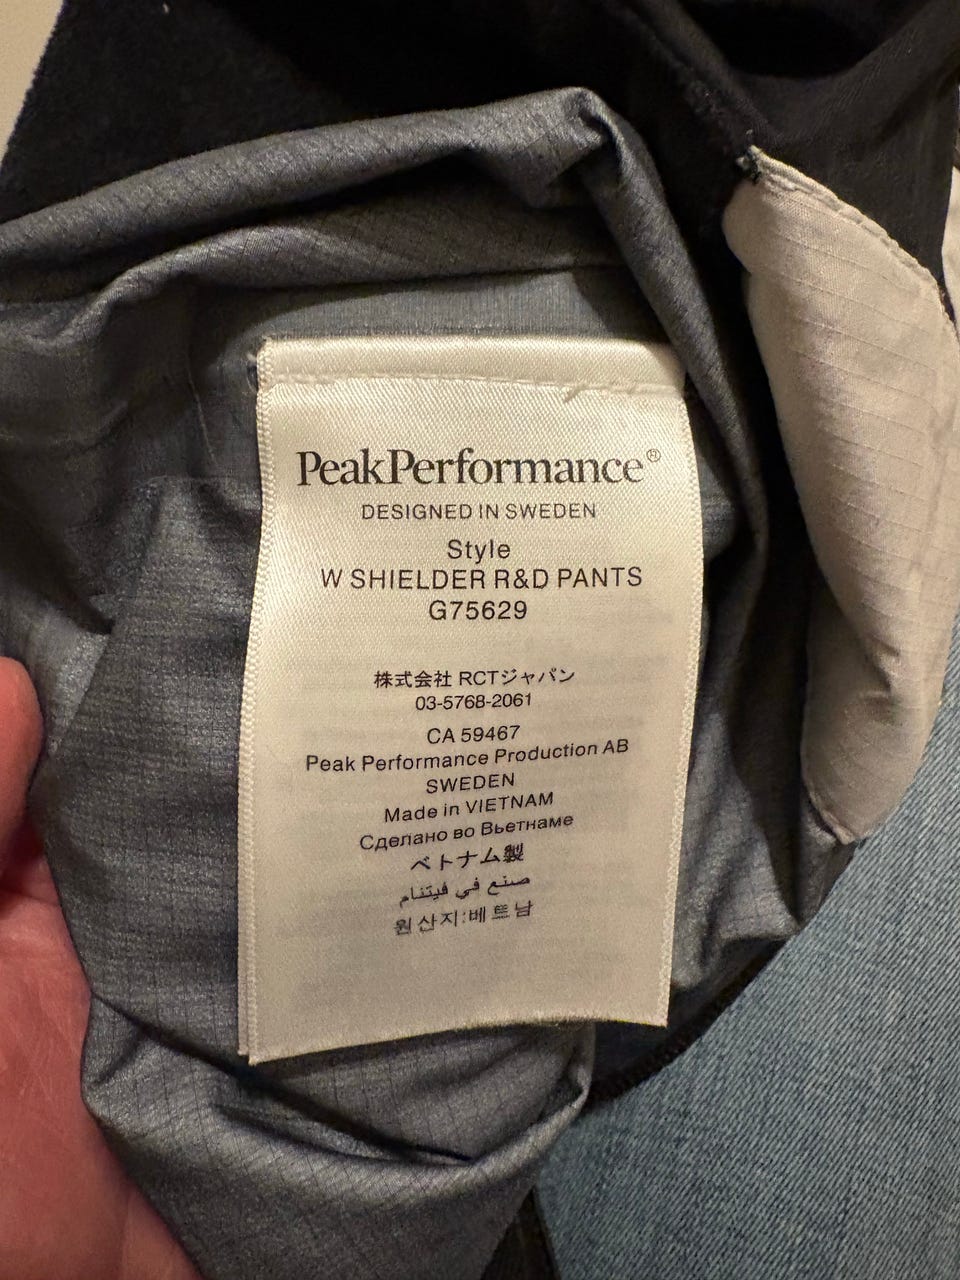 PeakPerformance®
DESIGNED IN SWEDEN
Style
W SHIELDER R&D PANTS
G75629
株式会社 RCTジャパン
03-5768-2061
CA 59467
Peak Performance Production AB
SWEDEN
Made in VIETNAM
Сделано во Вьетнаме
ベトナム製
صنع في فيتنام
원산지:베트남